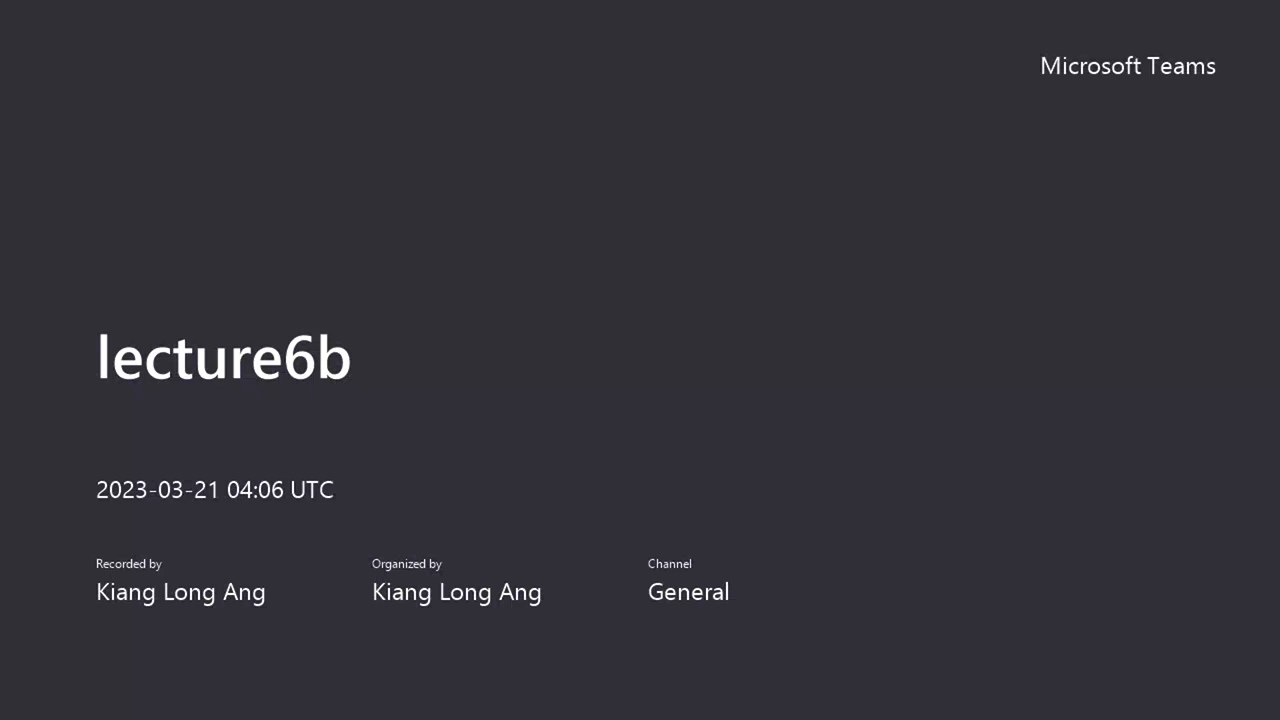 Microsoft Teams
lecture6b
2023-03-21 04:06 UTC
Recorded by
Kiang Long Ang
Organized by
Kiang Long Ang
Channel
General